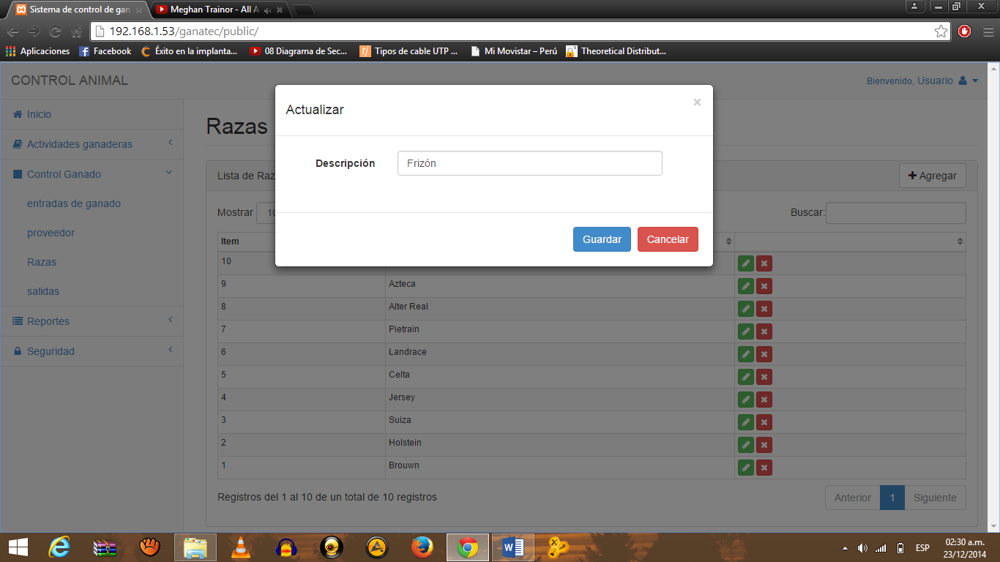 Sistema de control de gan
Meghan Trainor - All A
192.168.1.53/ganatec/public/
Aplicaciones
Facebook
Éxito en la implanta...
08 Diagrama de Sec...
Tipos de cable UTP ...
Mi Movistar – Perú
Theoretical Distribut...
CONTROL ANIMAL
Bienvenido, Usuario
Inicio
Actividades ganaderas
Control Ganado
entradas de ganado
proveedor
Razas
salidas
Reportes
Seguridad
Razas
Actualizar
×
Descripción
Frizón
Guardar
Cancelar
Lista de Raz
Agregar
Mostrar 10
Buscar:
Item
10
9 Azteca
8 Alter Real
7 Pietrain
6 Landrace
5 Celta
4 Jersey
3 Suiza
2 Holstein
1 Brouwn
Registros del 1 al 10 de un total de 10 registros
Anterior 1 Siguiente
ESP
02:30 a.m.
23/12/2014